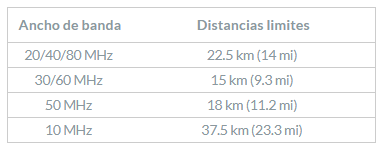 Ancho de banda Distancias limites
20/40/80 MHz 22.5 km (14 mi)
30/60 MHz 15 km (9.3 mi)
50 MHz 18 km (11.2 mi)
10 MHz 37.5 km (23.3 mi)